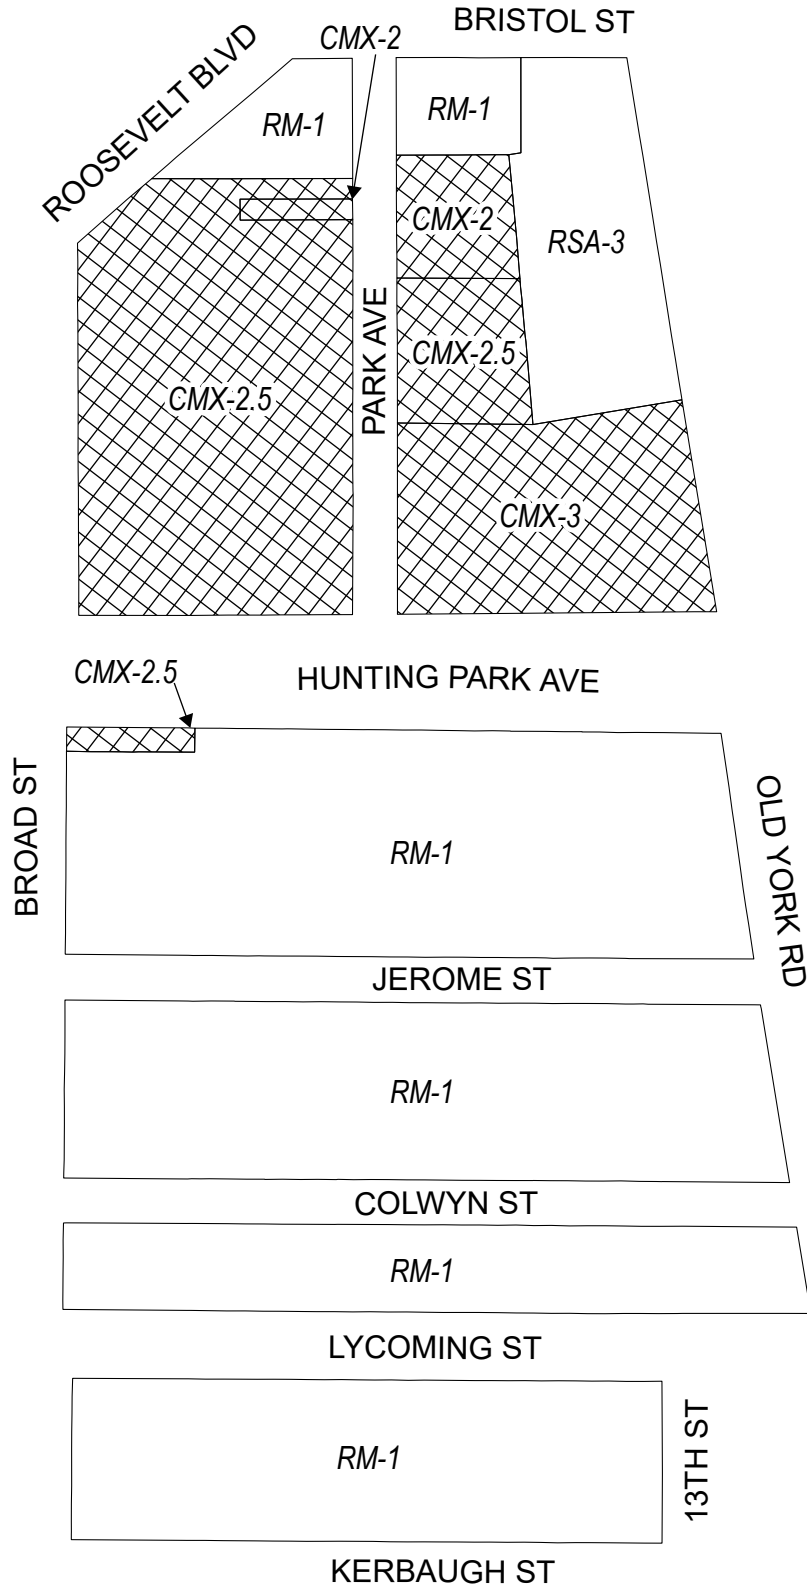 BRISTOL ST
CMX-2
ROOSEVELT BLVD
RM-1
RM-1
CMX-2
RSA-3
PARK AVE
CMX-2.5
CMX-2.5
CMX-3
CMX-2.5
HUNTING PARK AVE
BROAD ST
RM-1
OLD YORK RD
JEROME ST
RM-1
COLWYN ST
RM-1
LYCOMING ST
RM-1
13TH ST
KERBAUGH ST